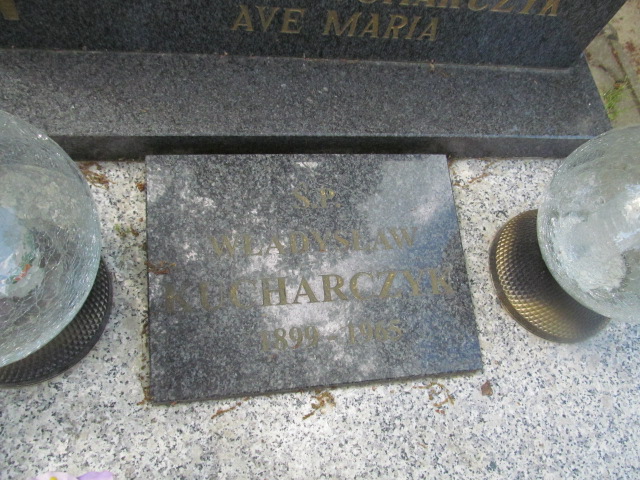 AVE MARIA
Ś.P.
WŁADYSŁAW
KUCHARCZYK
1899-1965